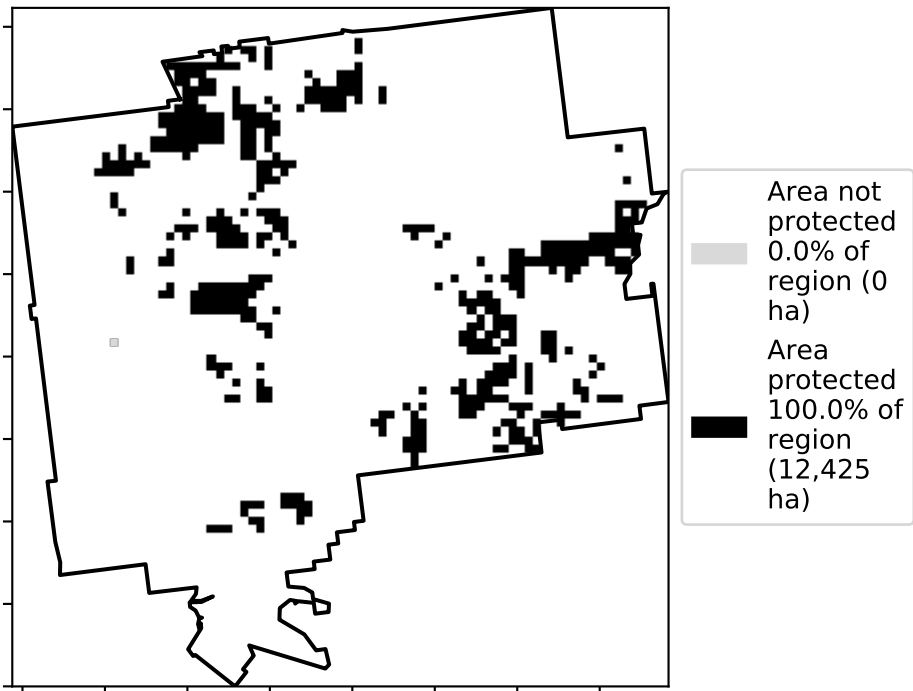 Area not
protected
0.0% of
region (0
ha)
Area
protected
100.0% of
region
(12,425
ha)